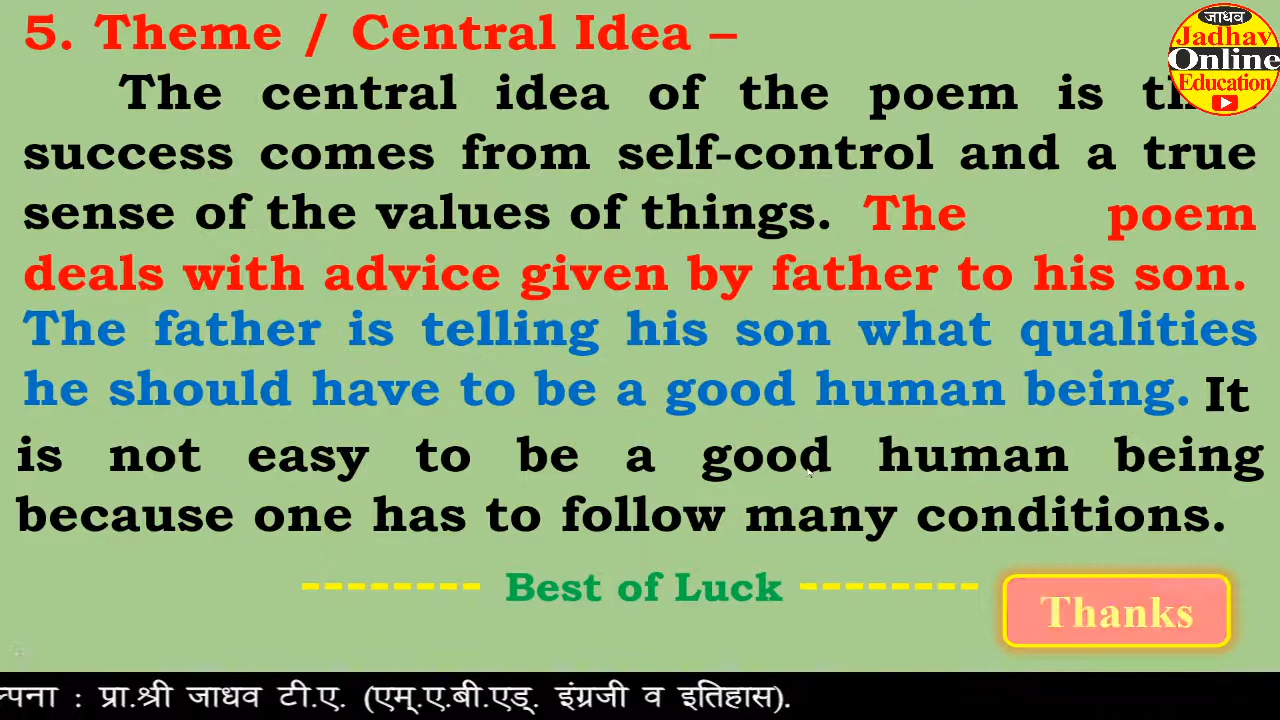 5. Theme / Central Idea –
जाधव
Jadhav
Online
Education
The central idea of the poem is
success comes from self-control and a true
sense of the values of things. The poem
deals with advice given by father to his son.
The father is telling his son what qualities
he should have to be a good human being. It
is not easy to be a good human being
because one has to follow many conditions.
-------- Best of Luck --------
Thanks
: प्रा.श्री जाधव टी.ए. (एम्.ए.बी.एड्. इंग्रजी व इतिहास).